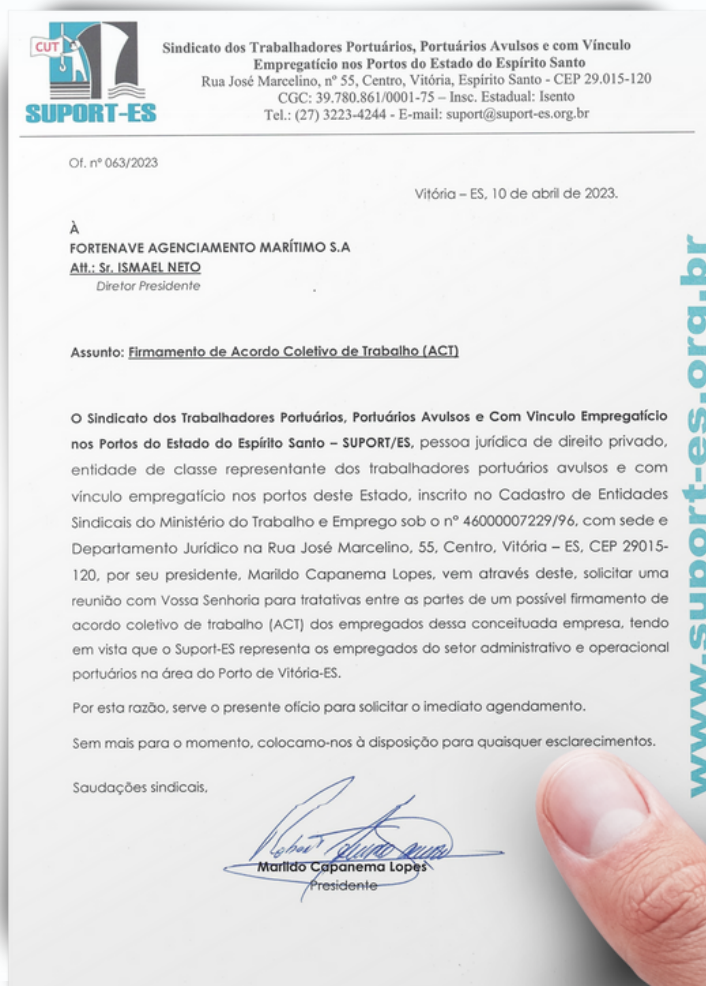 CUT
SUPORT-ES
Sindicato dos Trabalhadores Portuários, Portuários Avulsos e com Vínculo
Empregatício nos Portos do Estado do Espírito Santo
Rua José Marcelino, nº 55, Centro, Vitória, Espírito Santo - CEP 29.015-120
CGC: 39.780.861/0001-75 – Insc. Estadual: Isento
Tel.: (27) 3223-4244 - E-mail: suport@suport-es.org.br
Of. nº 063/2023
Vitória – ES, 10 de abril de 2023.
À
FORTENAVE AGENCIAMENTO MARÍTIMO S.A
Att.: Sr. ISMAEL NETO
Diretor Presidente
Assunto: Firmamento de Acordo Coletivo de Trabalho (ACT)
O Sindicato dos Trabalhadores Portuários, Portuários Avulsos e Com Vinculo Empregatício
nos Portos do Estado do Espírito Santo – SUPORT/ES, pessoa jurídica de direito privado,
entidade de classe representante dos trabalhadores portuários avulsos e com
vínculo empregatício nos portos deste Estado, inscrito no Cadastro de Entidades
Sindicais do Ministério do Trabalho e Emprego sob o nº 46000007229/96, com sede e
Departamento Jurídico na Rua José Marcelino, 55, Centro, Vitória – ES, CEP 29015-
120, por seu presidente, Marildo Capanema Lopes, vem através deste, solicitar uma
reunião com Vossa Senhoria para tratativas entre as partes de um possível firmamento de
acordo coletivo de trabalho (ACT) dos empregados dessa conceituada empresa, tendo
em vista que o Suport-ES representa os empregados do setor administrativo e operacional
portuários na área do Porto de Vitória-ES.
Por esta razão, serve o presente ofício para solicitar o imediato agendamento.
Sem mais para o momento, colocamo-nos à disposição para quaisquer esclarecimentos.
Saudações sindicais,
Marildo Capanema Lopes
Presidente
www.suport-es.org.br